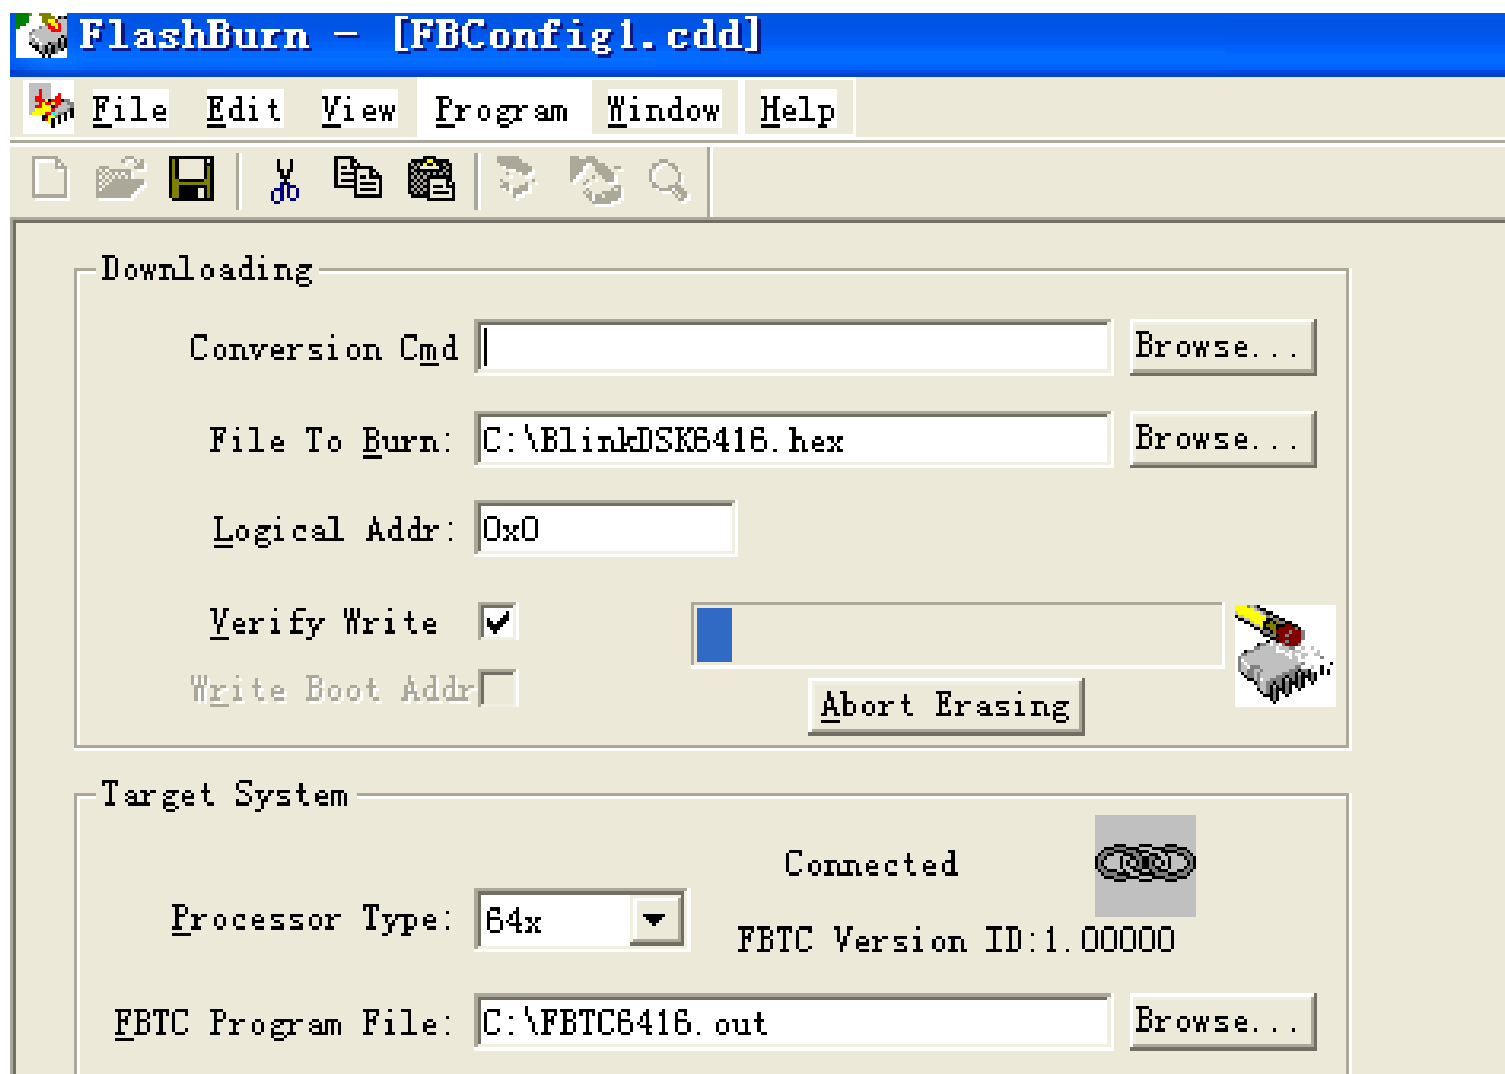 FlashBurn - [FBConfig1.cdd]
File Edit View Program Window Help
Downloading
Conversion Cmd Browse...
File To Burn: C:\BlinkDSK6416.hex Browse...
Logical Addr: 0x0
Verify Write
Write Boot Addr
Abort Erasing
Target System
Connected
Processor Type: 64x
FBTC Version ID:1.00000
FBTC Program File: C:\FBTC6416.out Browse...